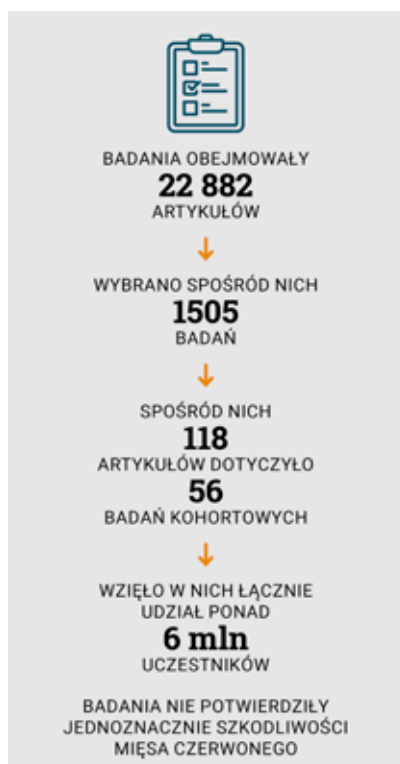 BADANIA OBEJMOWAŁY
22 882
ARTYKUŁÓW
WYBRANO SPOŚRÓD NICH
1505
BADAŃ
SPOŚRÓD NICH
118
ARTYKUŁÓW DOTYCZYŁO
56
BADAŃ KOHORTOWYCH
WZIĘŁO W NICH ŁĄCZNIE
UDZIAŁ PONAD
6 mln
UCZESTNIKÓW
BADANIA NIE POTWIERDZIŁY
JEDNOZNACZNIE SZKODLIWOŚCI
MIĘSA CZERWONEGO